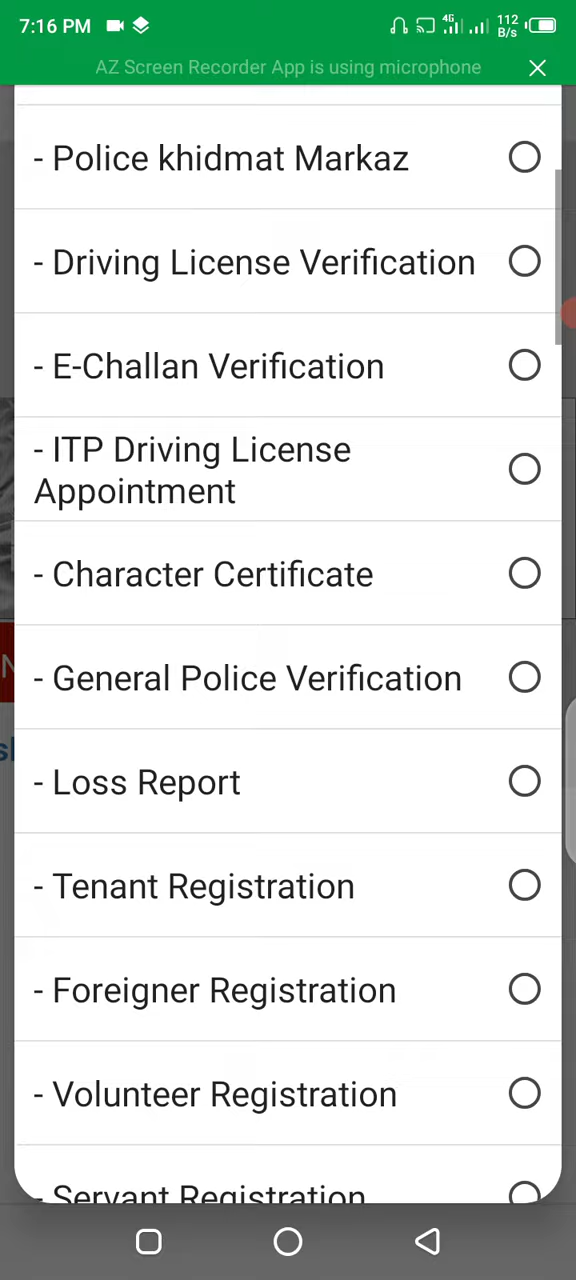 7:16 PM
4G
112
B/s
AZ Screen Recorder App is using microphone
- Police khidmat Markaz
- Driving License Verification
- E-Challan Verification
- ITP Driving License
Appointment
- Character Certificate
- General Police Verification
- Loss Report
- Tenant Registration
- Foreigner Registration
- Volunteer Registration
- Servant Registration